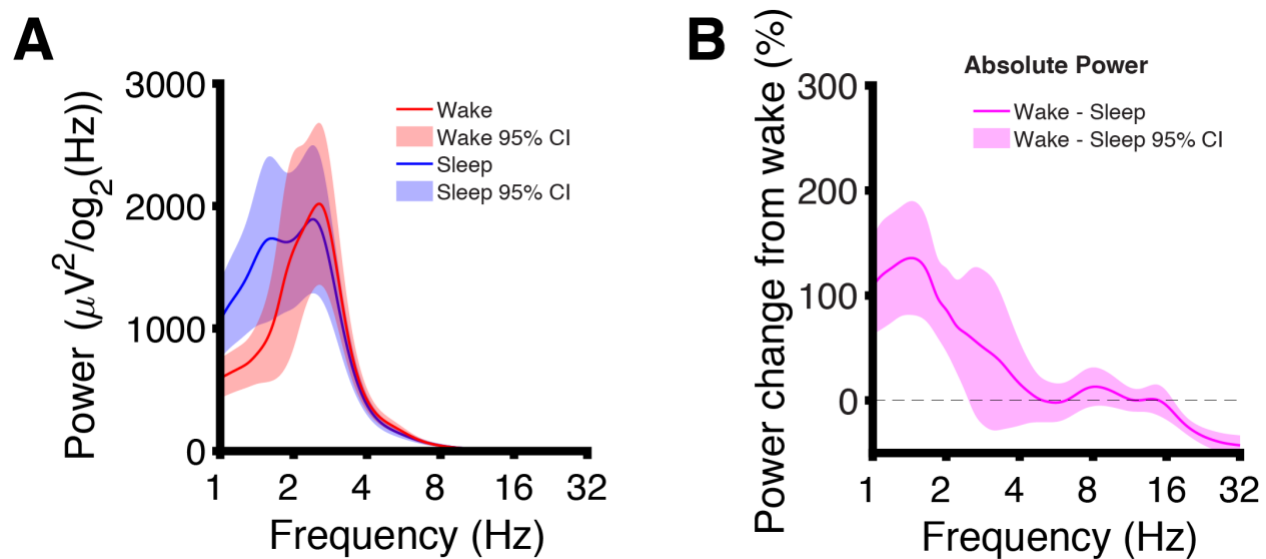 A
Power (μV²/og₂(Hz))
3000
2000
1000
0
1 2 4 8 16 32
Frequency (Hz)
Wake
Wake 95% CI
Sleep
Sleep 95% CI
B
Power change from wake (%)
Absolute Power
300
200
100
0
1 2 4 8 16 32
Frequency (Hz)
Wake - Sleep
Wake - Sleep 95% CI